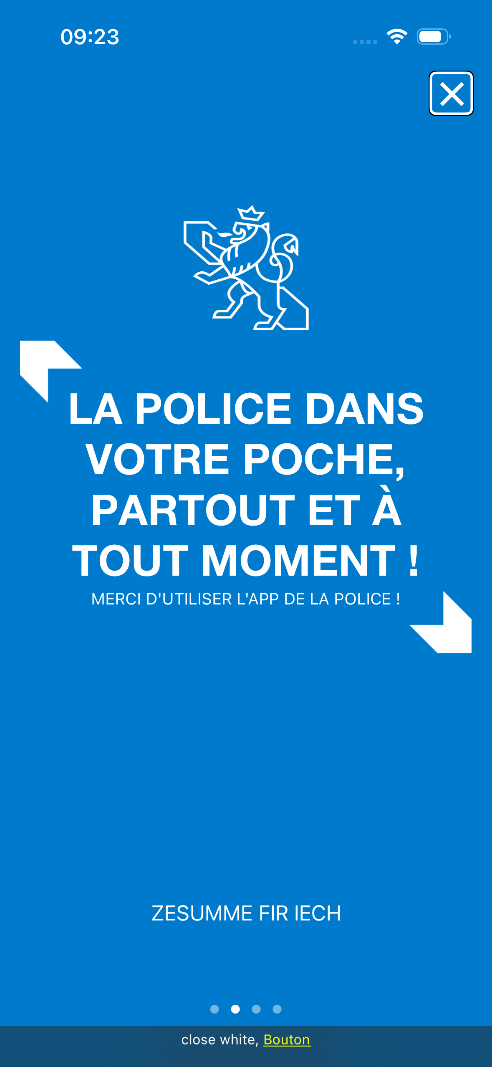 09:23
LA POLICE DANS
VOTRE POCHE,
PARTOUT ET À
TOUT MOMENT !
MERCI D'UTILISER L'APP DE LA POLICE !
ZESUMME FIR IECH
close white, Bouton